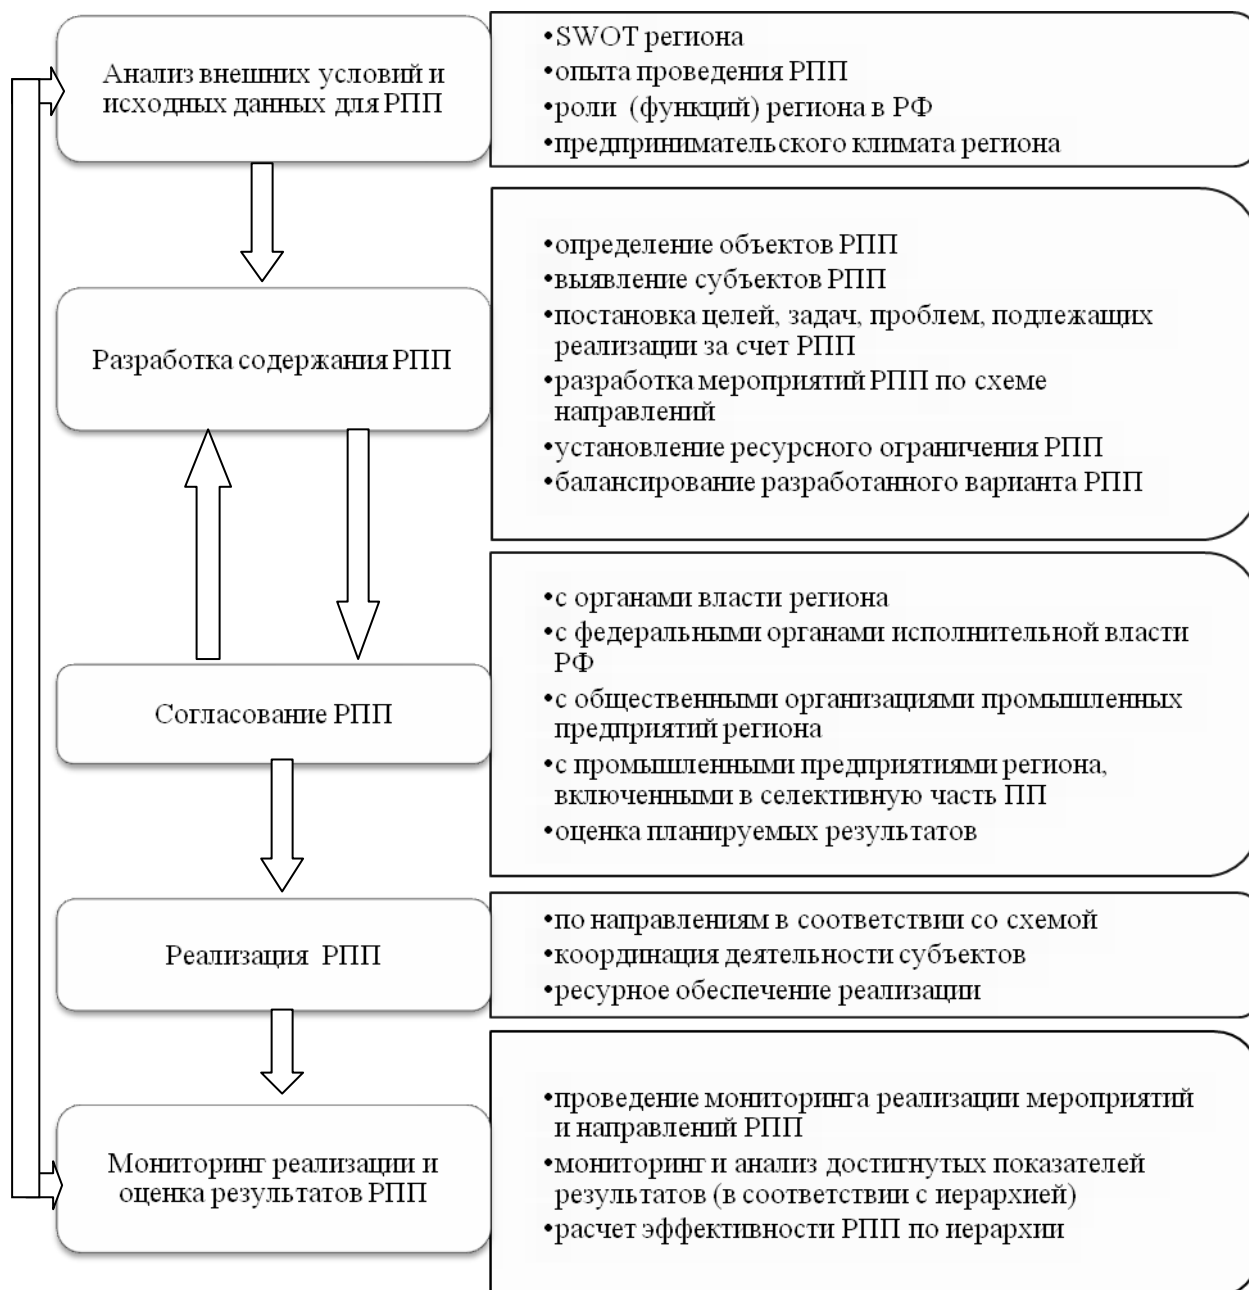 Анализ внешних условий и
исходных данных для РПП
•SWOT региона
•опыта проведения РПП
•роли (функций) региона в РФ
•предпринимательского климата региона
Разработка содержания РПП
•определение объектов РПП
•выявление субъектов РПП
•постановка целей, задач, проблем, подлежащих
реализации за счет РПП
•разработка мероприятий РПП по схеме
направлений
•установление ресурсного ограничения РПП
•балансирование разработанного варианта РПП
Согласование РПП
•с органами власти региона
•с федеральными органами исполнительной власти
РФ
•с общественными организациями промышленных
предприятий региона
•с промышленными предприятиями региона,
включенными в селективную часть ПП
•оценка планируемых результатов
Реализация РПП
•по направлениям в соответствии со схемой
•координация деятельности субъектов
•ресурное обеспечение реализации
Мониторинг реализации и
оценка результатов РПП
•проведение мониторинга реализации мероприятий
и направлений РПП
•мониторинг и анализ достигнутых показателей
результатов (в соответствии с иерархией)
•расчет эффективности РПП по иерархии